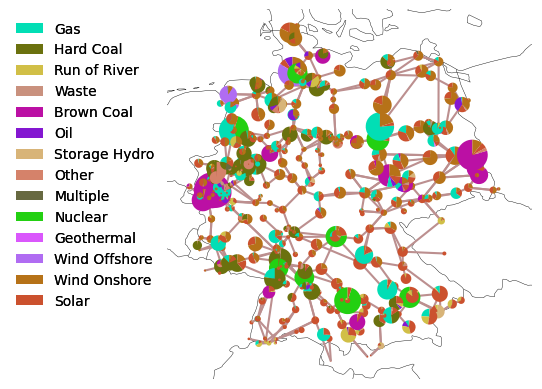 Gas
Hard Coal
Run of River
Waste
Brown Coal
Oil
Storage Hydro
Other
Multiple
Nuclear
Geothermal
Wind Offshore
Wind Onshore
Solar